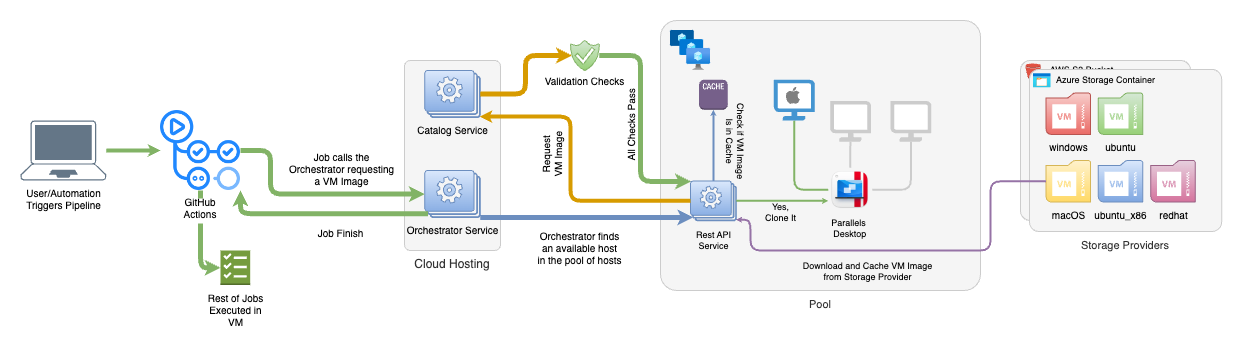 User/Automation
Triggers Pipeline
GitHub
Actions
Rest of Jobs
Executed in
VM
Job calls the
Orchestrator requesting
a VM Image
Job Finish
Catalog Service
Orchestrator Service
Cloud Hosting
Validation Checks
All Checks Pass
Request
VM Image
Orchestrator finds
an available host
in the pool of hosts
CACHE
Check if VM Image
Is in Cache
Rest API
Service
Yes,
Clone It
Parallels
Desktop
Download and Cache VM Image
from Storage Provider
Pool
AWS S3 Bucket
Azure Storage Container
VM
windows
VM
ubuntu
VM
macOS
VM
ubuntu_x86
VM
redhat
Storage Providers